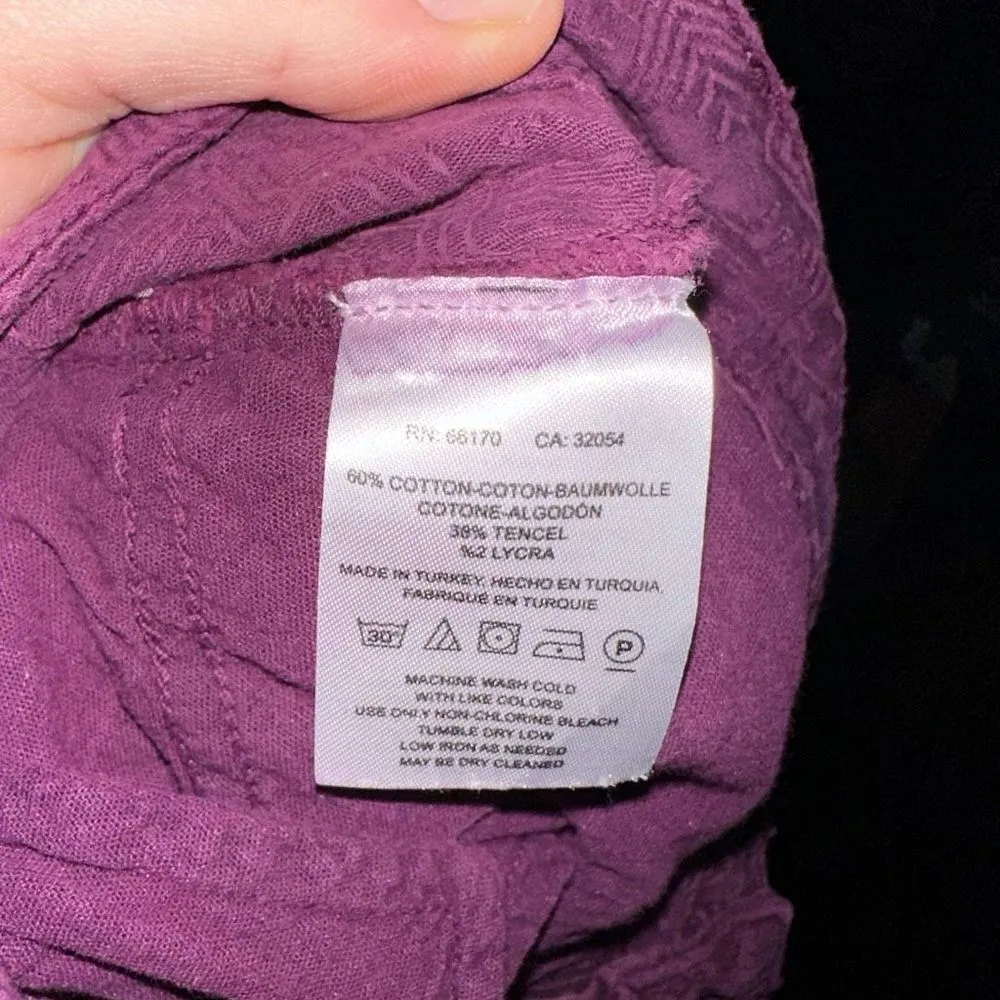 RN: 66170 CA: 32054
60% COTTON-COTON-BAUMWOLLE
COTONE-ALGODÓN
38% TENCEL
%2 LYCRA
MADE IN TURKEY, HECHO EN TURQUIA,
FABRIQUE EN TURQUIE
30° P
MACHINE WASH COLD
WITH LIKE COLORS
USE ONLY NON-CHLORINE BLEACH
TUMBLE DRY LOW
LOW IRON AS NEEDED
MAY BE DRY CLEANED